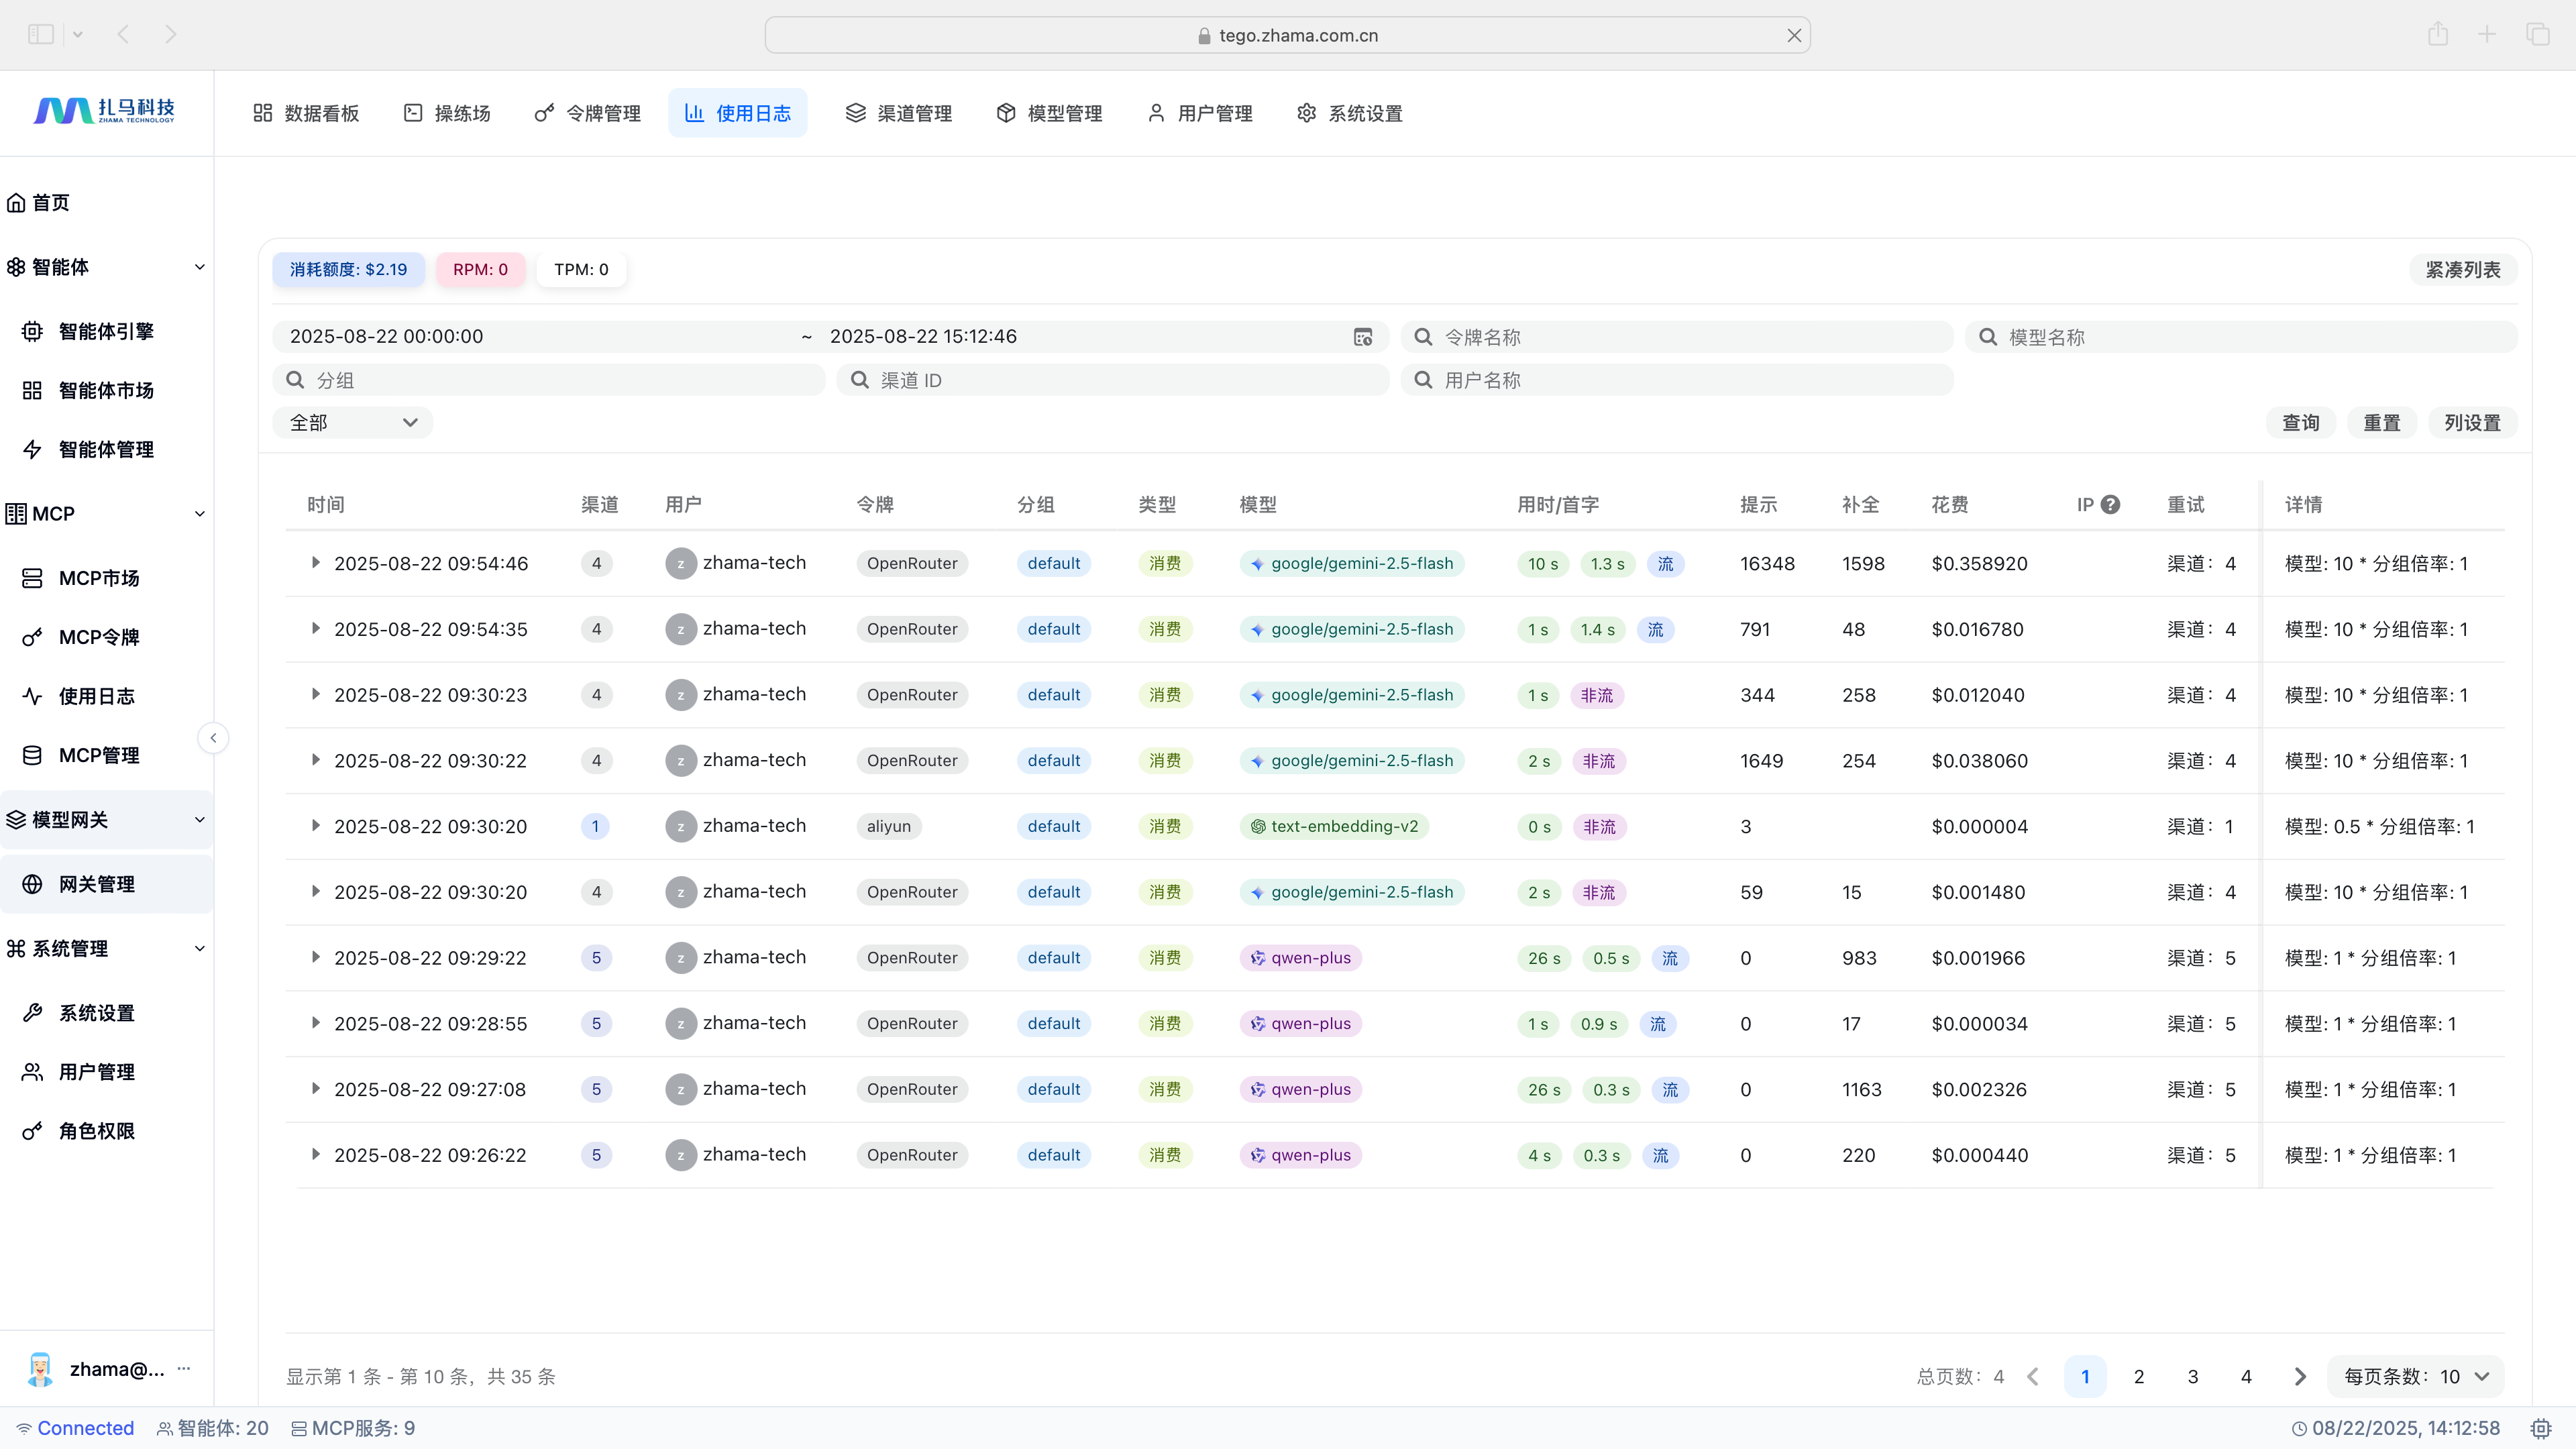 tego.zhama.com.cn
扎马科技
ZHAMA TECHNOLOGY
数据看板 操练场 令牌管理 使用日志 渠道管理 模型管理 用户管理 系统设置
首页
智能体
智能体引擎
智能体市场
智能体管理
MCP
MCP市场
MCP令牌
使用日志
MCP管理
模型网关
网关管理
系统管理
系统设置
用户管理
角色权限
zhama@... ···
消耗额度: $2.19 RPM: 0 TPM: 0 紧凑列表
2025-08-22 00:00:00 ~ 2025-08-22 15:12:46 令牌名称 模型名称
分组 渠道 ID 用户名称
全部 查询 重置 列设置
时间 渠道 用户 令牌 分组 类型 模型 用时/首字 提示 补全 花费 IP 重试 详情
2025-08-22 09:54:46 4 z zhama-tech OpenRouter default 消费 google/gemini-2.5-flash 10 s 1.3 s 流 16348 1598 $0.358920 渠道：4 模型: 10 * 分组倍率: 1
2025-08-22 09:54:35 4 z zhama-tech OpenRouter default 消费 google/gemini-2.5-flash 1 s 1.4 s 流 791 48 $0.016780 渠道：4 模型: 10 * 分组倍率: 1
2025-08-22 09:30:23 4 z zhama-tech OpenRouter default 消费 google/gemini-2.5-flash 1 s 非流 344 258 $0.012040 渠道：4 模型: 10 * 分组倍率: 1
2025-08-22 09:30:22 4 z zhama-tech OpenRouter default 消费 google/gemini-2.5-flash 2 s 非流 1649 254 $0.038060 渠道：4 模型: 10 * 分组倍率: 1
2025-08-22 09:30:20 1 z zhama-tech aliyun default 消费 text-embedding-v2 0 s 非流 3 $0.000004 渠道：1 模型: 0.5 * 分组倍率: 1
2025-08-22 09:30:20 4 z zhama-tech OpenRouter default 消费 google/gemini-2.5-flash 2 s 非流 59 15 $0.001480 渠道：4 模型: 10 * 分组倍率: 1
2025-08-22 09:29:22 5 z zhama-tech OpenRouter default 消费 qwen-plus 26 s 0.5 s 流 0 983 $0.001966 渠道：5 模型: 1 * 分组倍率: 1
2025-08-22 09:28:55 5 z zhama-tech OpenRouter default 消费 qwen-plus 1 s 0.9 s 流 0 17 $0.000034 渠道：5 模型: 1 * 分组倍率: 1
2025-08-22 09:27:08 5 z zhama-tech OpenRouter default 消费 qwen-plus 26 s 0.3 s 流 0 1163 $0.002326 渠道：5 模型: 1 * 分组倍率: 1
2025-08-22 09:26:22 5 z zhama-tech OpenRouter default 消费 qwen-plus 4 s 0.3 s 流 0 220 $0.000440 渠道：5 模型: 1 * 分组倍率: 1
显示第 1 条 - 第 10 条，共 35 条 总页数：4 1 2 3 4 每页条数：10
Connected 智能体: 20 MCP服务: 9 08/22/2025, 14:12:58